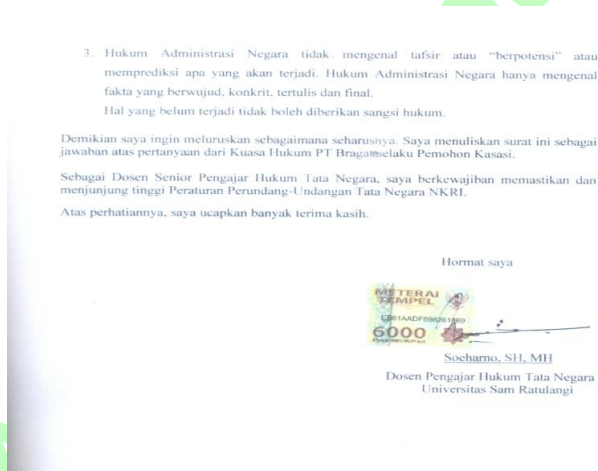 3. Hukum Administrasi Negara tidak mengenal tafsir atau "berpotensi" atau
memprediksi apa yang akan terjadi. Hukum Administrasi Negara hanya mengenal
fakta yang berwujud, konkrit, tertulis dan final.
Hal yang belum terjadi tidak boleh diberikan sangsi hukum.
Demikian saya ingin meluruskan sebagaimana seharusnya. Saya menuliskan surat ini sebagai
jawaban atas pertanyaan dari Kuasa Hukum PT Bragatselaku Pemohon Kasasi.
Sebagai Dosen Senior Pengajar Hukum Tata Negara, saya berkewajiban memastikan dan
menjunjung tinggi Peraturan Perundang-Undangan Tata Negara NKRI.
Atas perhatiannya, saya ucapkan banyak terima kasih.
Hormat saya
METERAI
TEMPEL
6000
ENAM RIBU RUPIAH
Soeharno, SH, MH
Dosen Pengajar Hukum Tata Negara
Universitas Sam Ratulangi